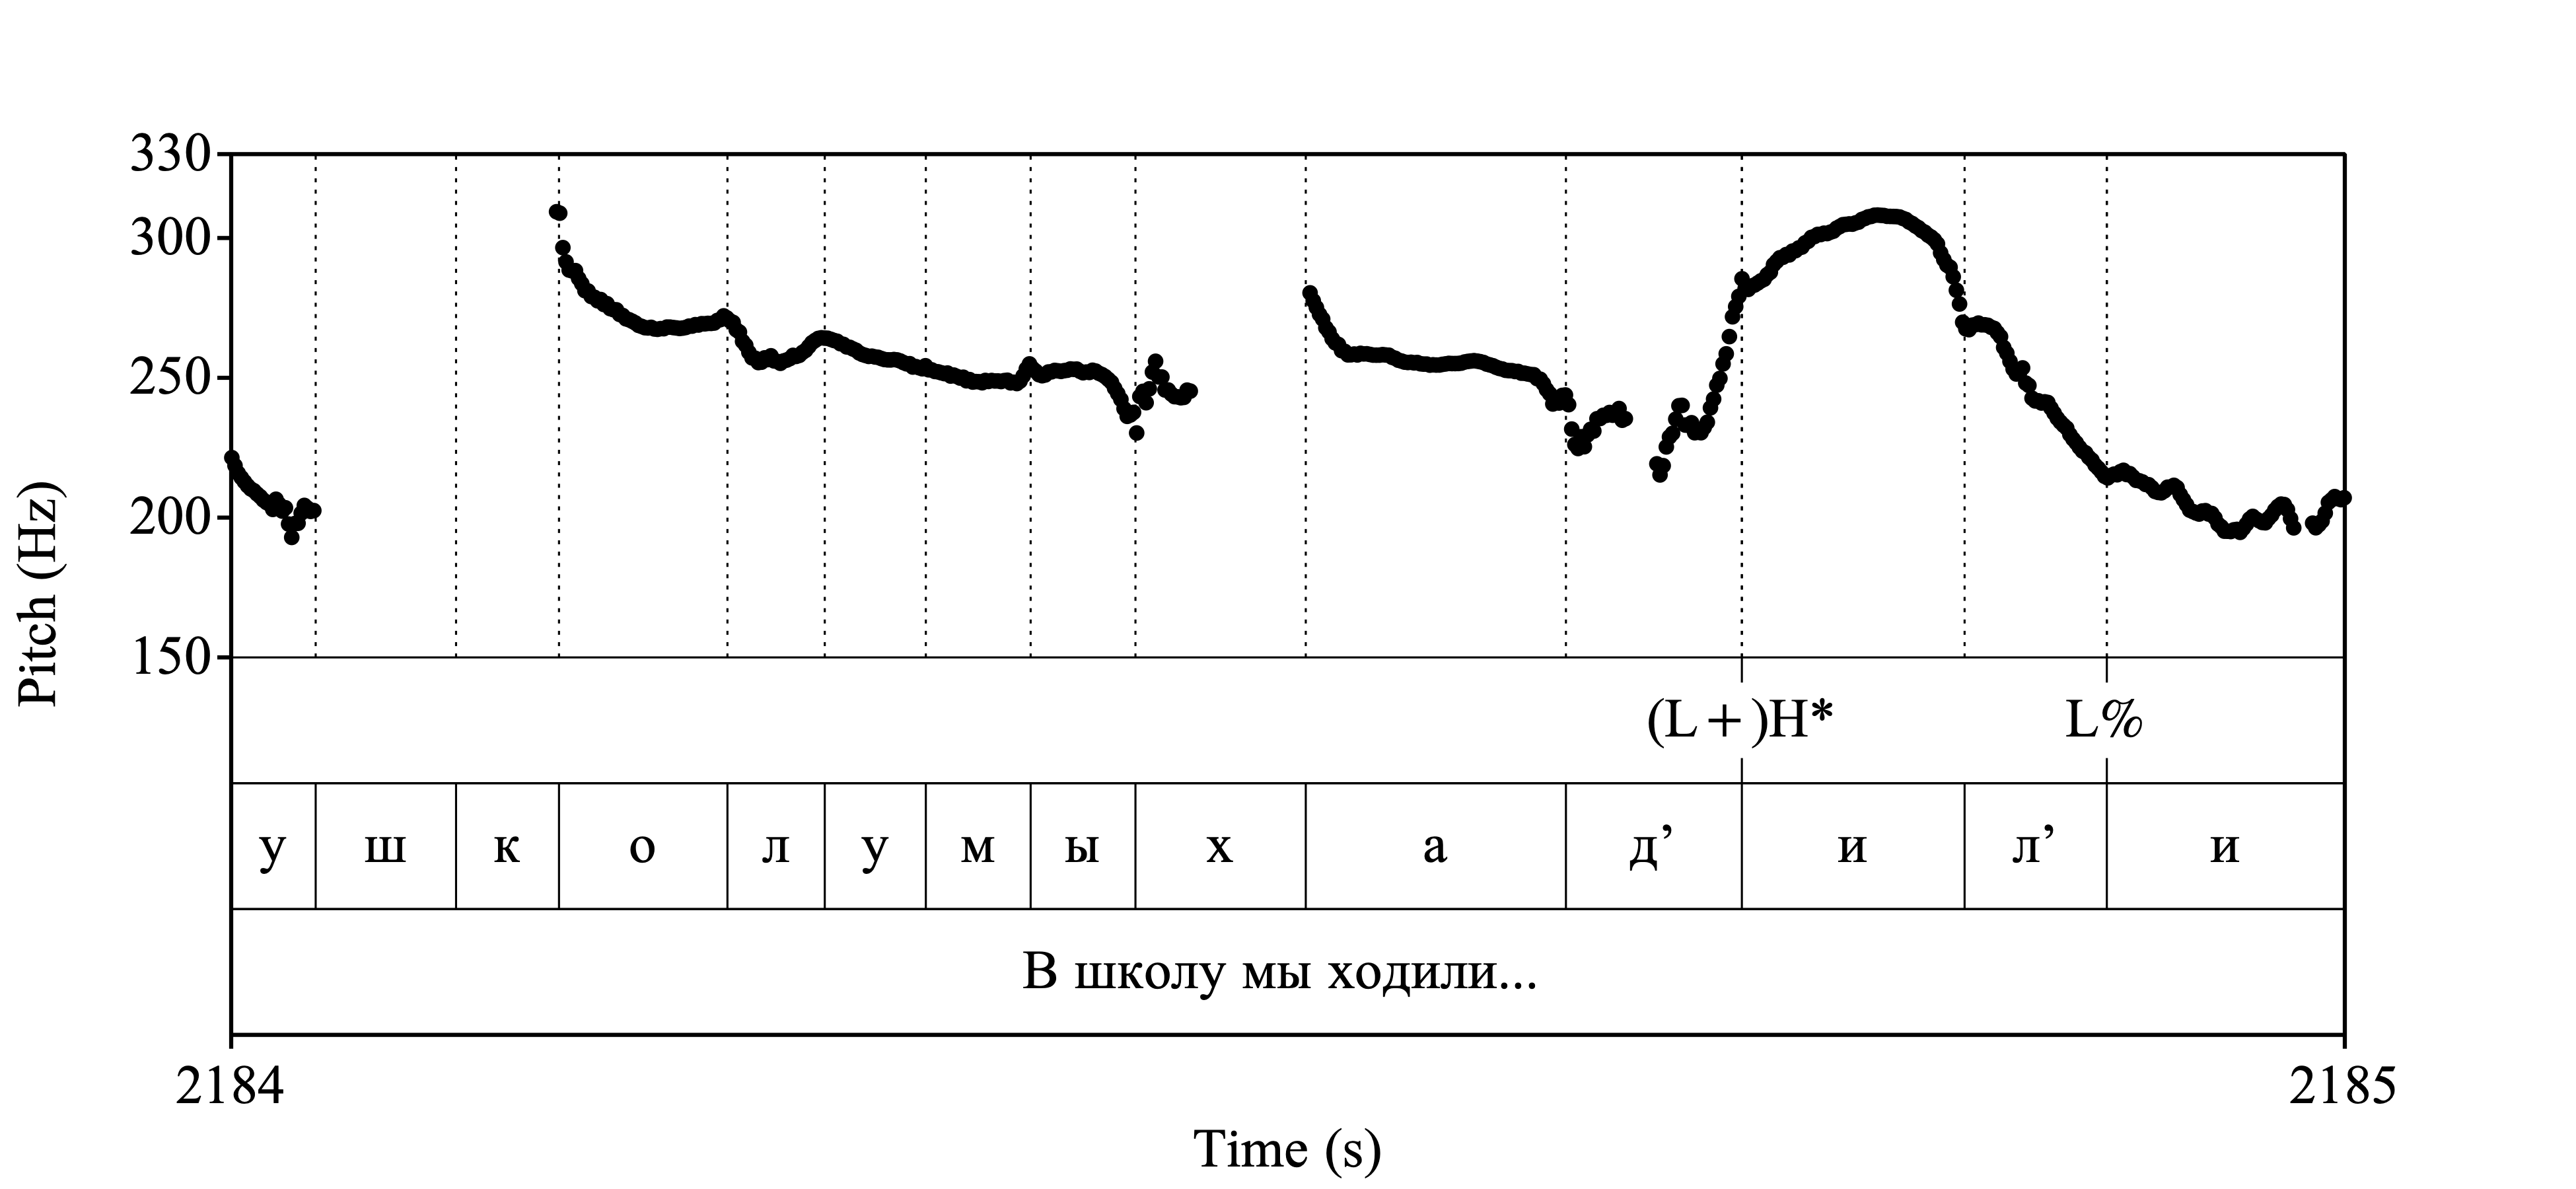 330
300
250
200
150
Pitch (Hz)
(L+)H* L%
у ш к о л у м ы х а д’ и л’ и
В школу мы ходили...
2184 2185
Time (s)